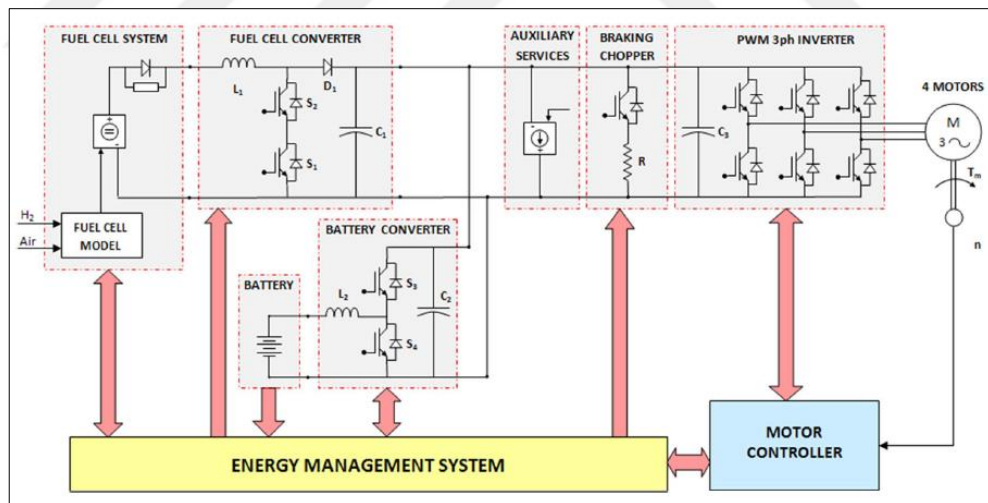 FUEL CELL SYSTEM
FUEL CELL CONVERTER
AUXILIARY
SERVICES
BRAKING
CHOPPER
PWM 3ph INVERTER
4 MOTORS
L₁
D₁
S₂
S₁
C₁
R
C₃
M
3
Tₘ
n
H₂
Air
FUEL CELL
MODEL
BATTERY CONVERTER
BATTERY
L₂
S₃
S₄
C₂
ENERGY MANAGEMENT SYSTEM
MOTOR
CONTROLLER